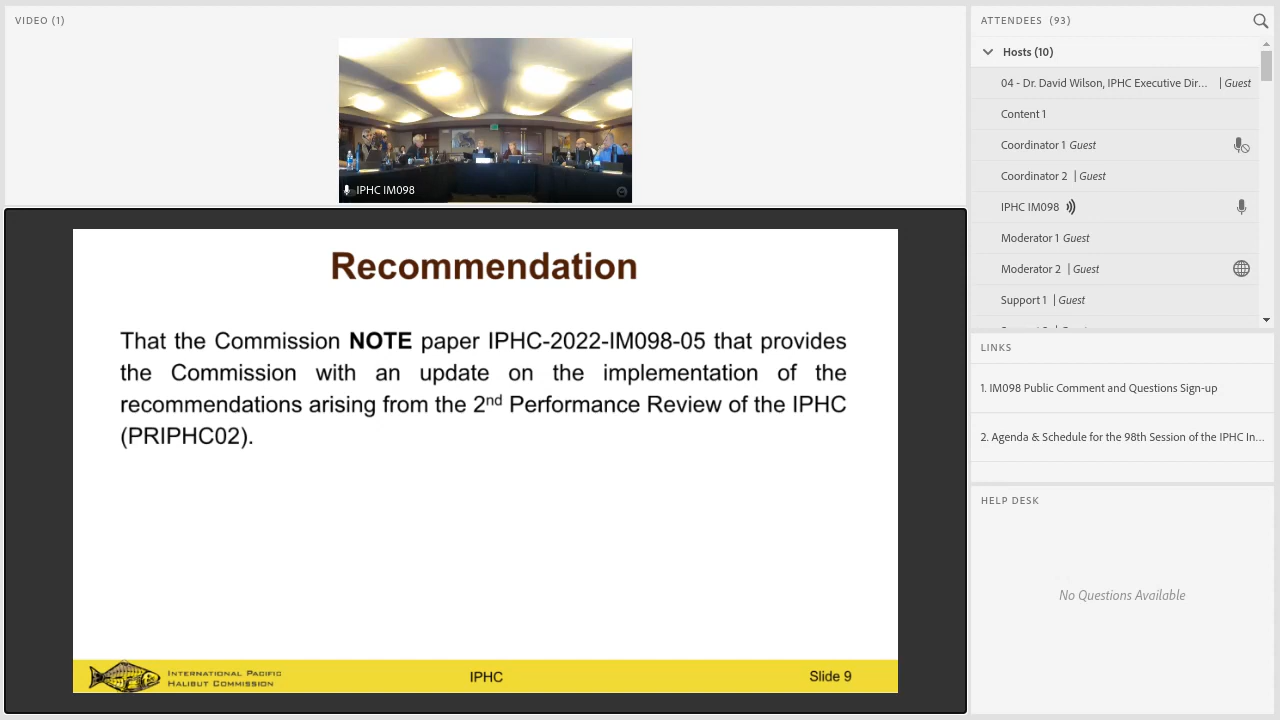 VIDEO (1)
IPHC IM098
Recommendation
That the Commission NOTE paper IPHC-2022-IM098-05 that provides
the Commission with an update on the implementation of the
recommendations arising from the 2nd Performance Review of the IPHC
(PRIPHC02).
INTERNATIONAL PACIFIC
HALIBUT COMMISSION
IPHC
Slide 9
ATTENDEES (93)
Hosts (10)
04 - Dr. David Wilson, IPHC Executive Dir... | Guest
Content 1
Coordinator 1 Guest
Coordinator 2 | Guest
IPHC IM098
Moderator 1 Guest
Moderator 2 | Guest
Support 1 | Guest
LINKS
1. IM098 Public Comment and Questions Sign-up
2. Agenda & Schedule for the 98th Session of the IPHC In...
HELP DESK
No Questions Available